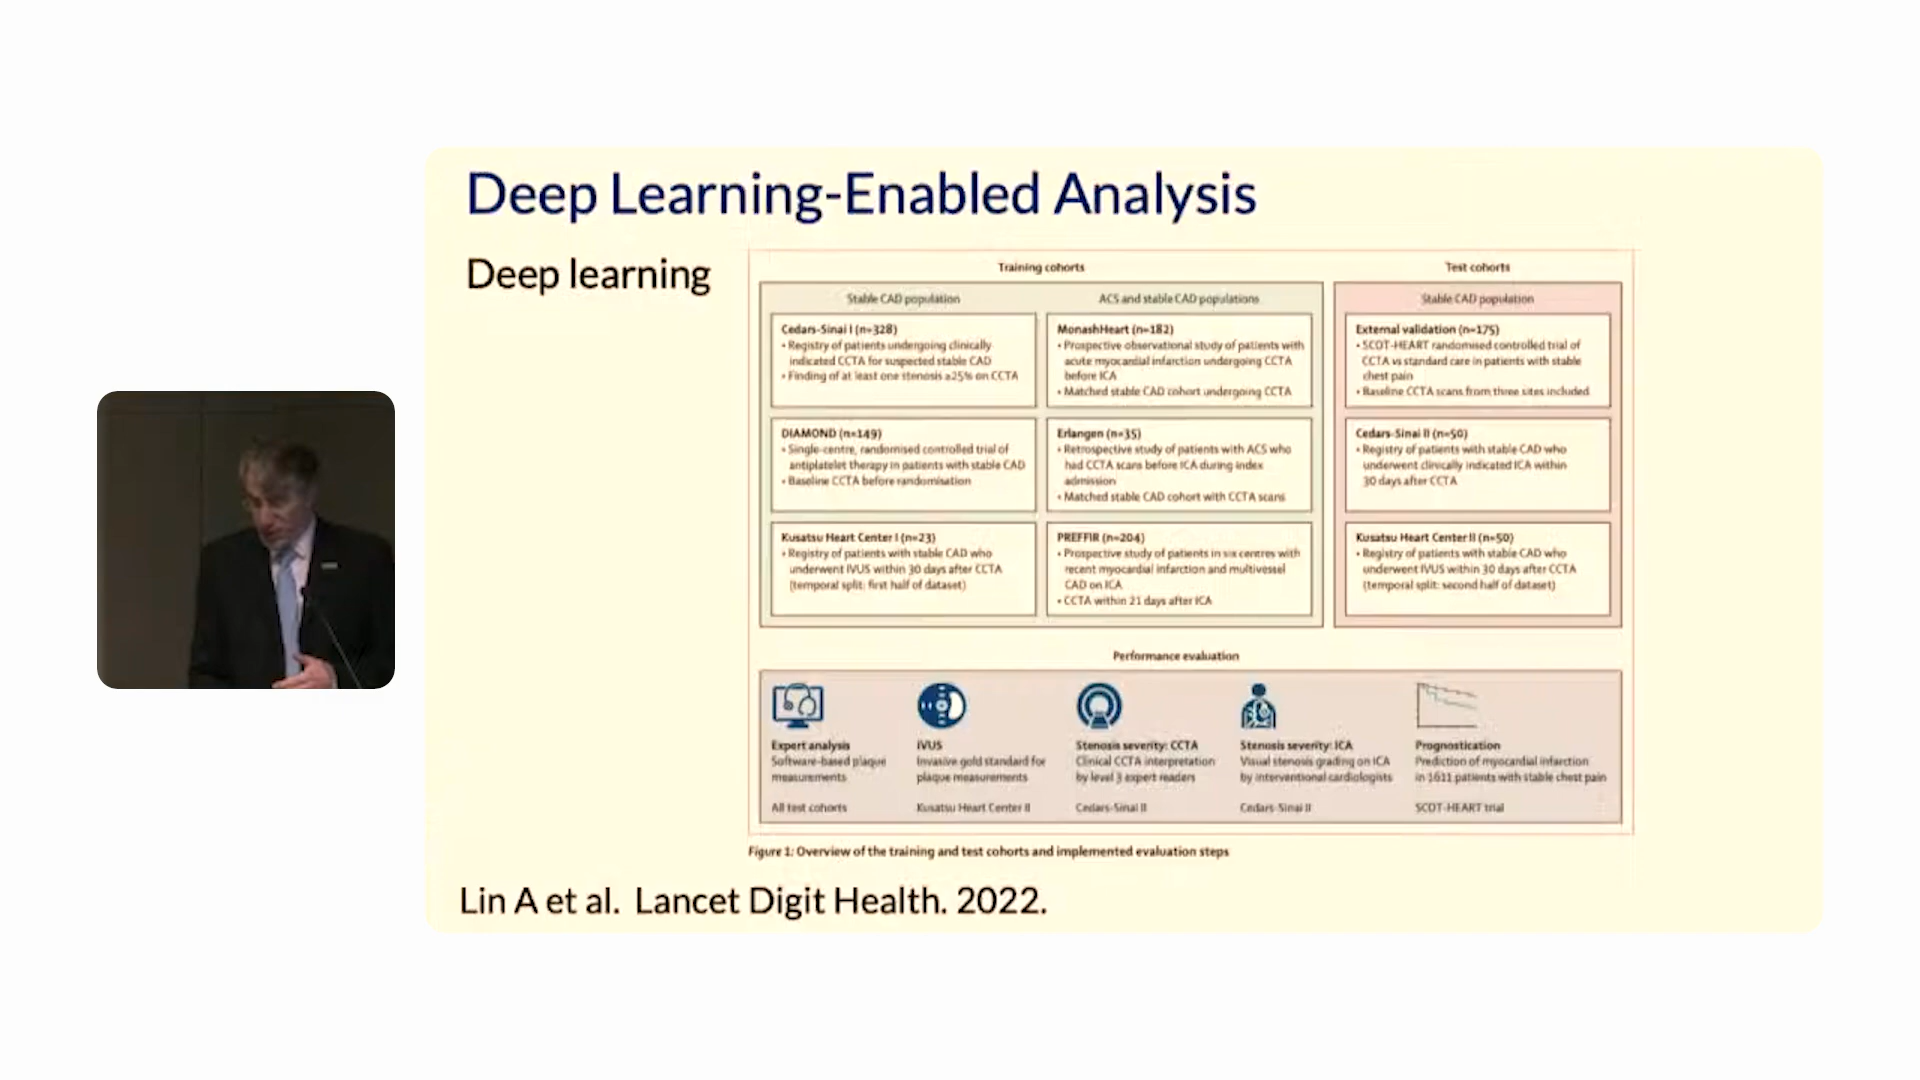 Deep Learning-Enabled Analysis
Deep learning
Training cohorts
Test cohorts
Stable CAD population
ACS and stable CAD populations
Stable CAD population
Cedars-Sinai I (n=328)
• Registry of patients undergoing clinically
indicated CCTA for suspected stable CAD
• Finding of at least one stenosis ≥25% on CCTA
MonashHeart (n=182)
• Prospective observational study of patients with
acute myocardial infarction undergoing CCTA
before ICA
• Matched stable CAD cohort undergoing CCTA
External validation (n=175)
• SCOT-HEART randomised controlled trial of
CCTA vs standard care in patients with stable
chest pain
• Baseline CCTA scans from three sites included
DIAMOND (n=149)
• Single-centre, randomised controlled trial of
antiplatelet therapy in patients with stable CAD
• Baseline CCTA before randomisation
Erlangen (n=35)
• Retrospective study of patients with ACS who
had CCTA scans before ICA during index
admission
• Matched stable CAD cohort with CCTA scans
Cedars-Sinai II (n=50)
• Registry of patients with stable CAD who
underwent clinically indicated ICA within
30 days after CCTA
Kusatsu Heart Center I (n=23)
• Registry of patients with stable CAD who
underwent IVUS within 30 days after CCTA
(temporal split: first half of dataset)
PREFFIR (n=204)
• Prospective study of patients in six centres with
recent myocardial infarction and multivessel
CAD on ICA
• CCTA within 21 days after ICA
Kusatsu Heart Center II (n=50)
• Registry of patients with stable CAD who
underwent IVUS within 30 days after CCTA
(temporal split: second half of dataset)
Performance evaluation
Expert analysis
Software-based plaque
measurements
All test cohorts
IVUS
Invasive gold standard for
plaque measurements
Kusatsu Heart Center II
Stenosis severity: CCTA
Clinical CCTA interpretation
by level 3 expert readers
Cedars-Sinai II
Stenosis severity: ICA
Visual stenosis grading on ICA
by interventional cardiologists
Cedars-Sinai II
Prognostication
Prediction of myocardial infarction
in 1611 patients with stable chest pain
SCOT-HEART trial
Figure 1: Overview of the training and test cohorts and implemented evaluation steps
Lin A et al. Lancet Digit Health. 2022.